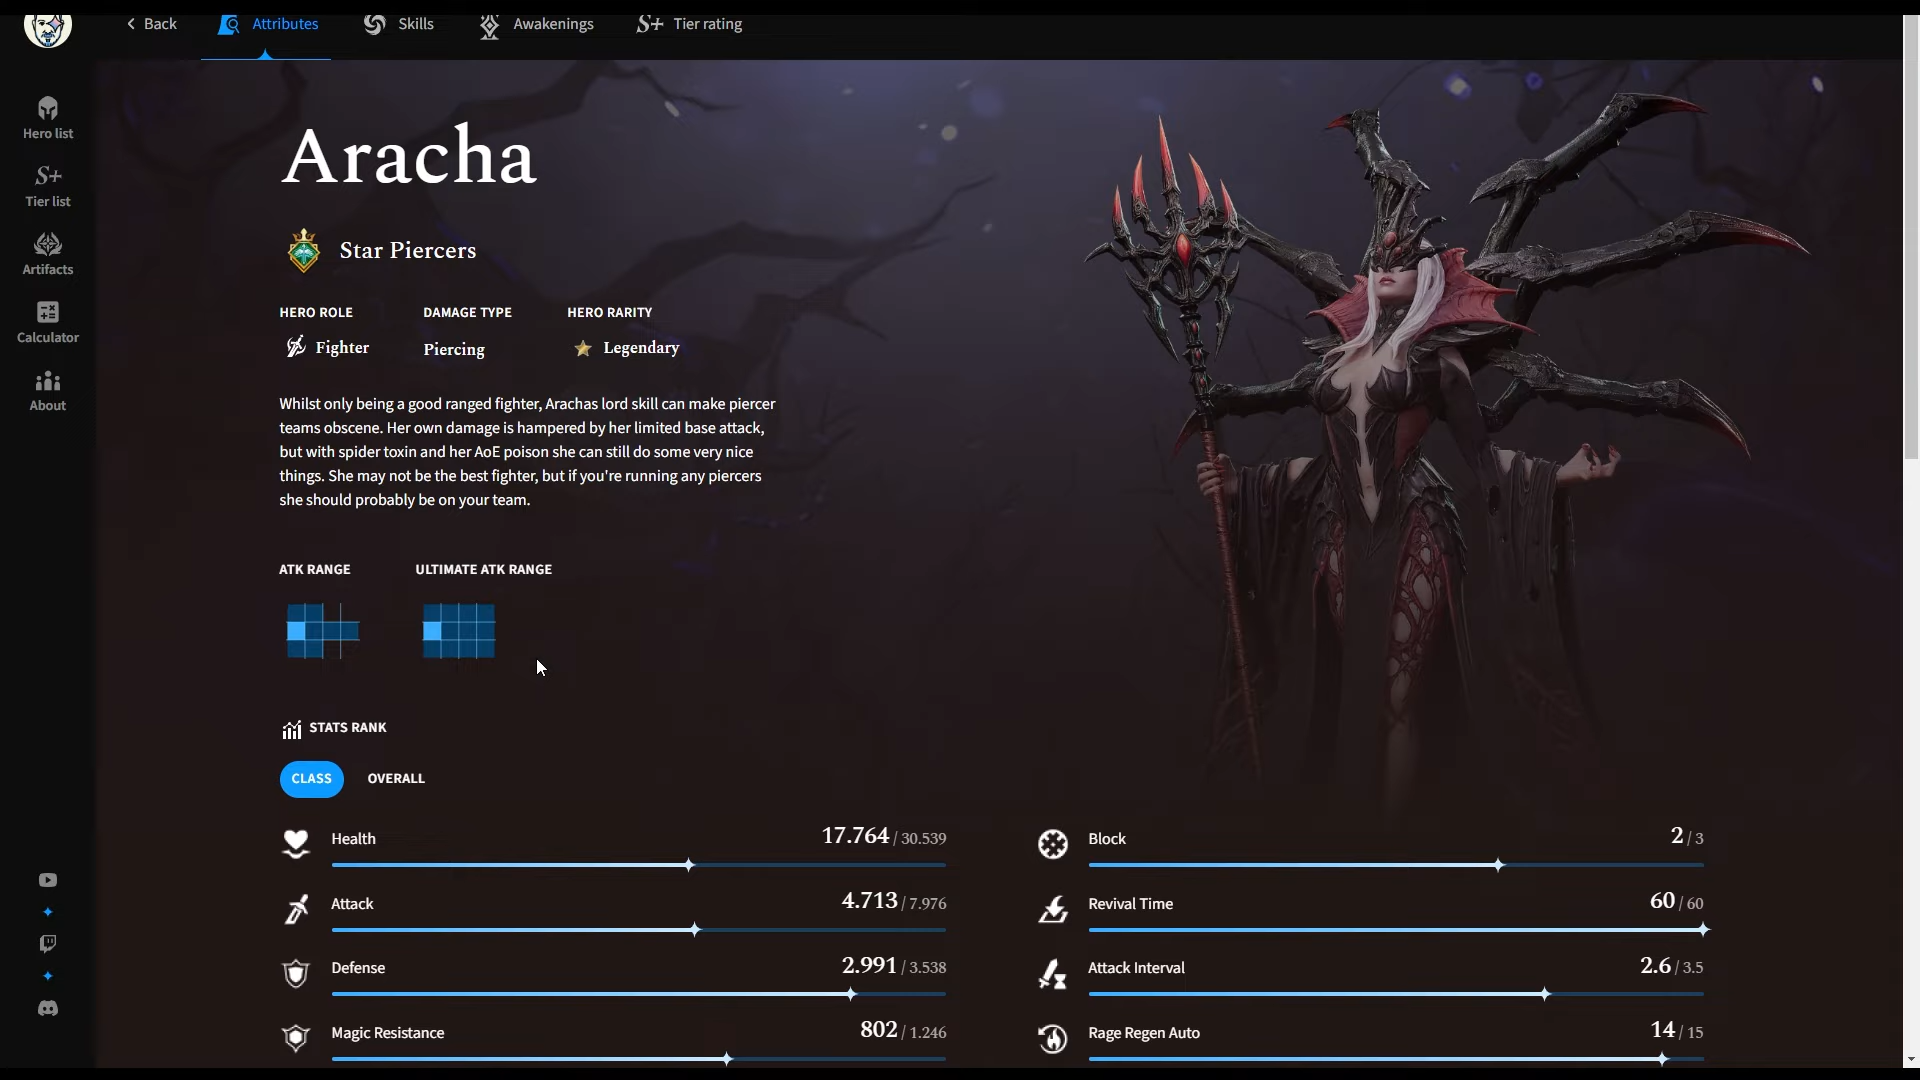 Back
Attributes
Skills
S+ Tier rating
Awakenings
Hero list
S+
Tier list
Artifacts
Calculator
About
Aracha
Star Piercers
HERO ROLE
DAMAGE TYPE
HERO RARITY
Fighter
Piercing
Legendary
Whilst only being a good ranged fighter, Arachas lord skill can make piercer
teams obscene. Her own damage is hampered by her limited base attack,
but with spider toxin and her AoE poison she can still do some very nice
things. She may not be the best fighter, but if you're running any piercers
she should probably be on your team.
ATK RANGE
ULTIMATE ATK RANGE
STATS RANK
CLASS
OVERALL
Health
17.764 / 30.539
Block
2 / 3
Attack
4.713 / 7.976
Revival Time
60 / 60
Defense
2.991 / 3.538
Attack Interval
2.6 / 3.5
Magic Resistance
802 / 1.246
Rage Regen Auto
14 / 15